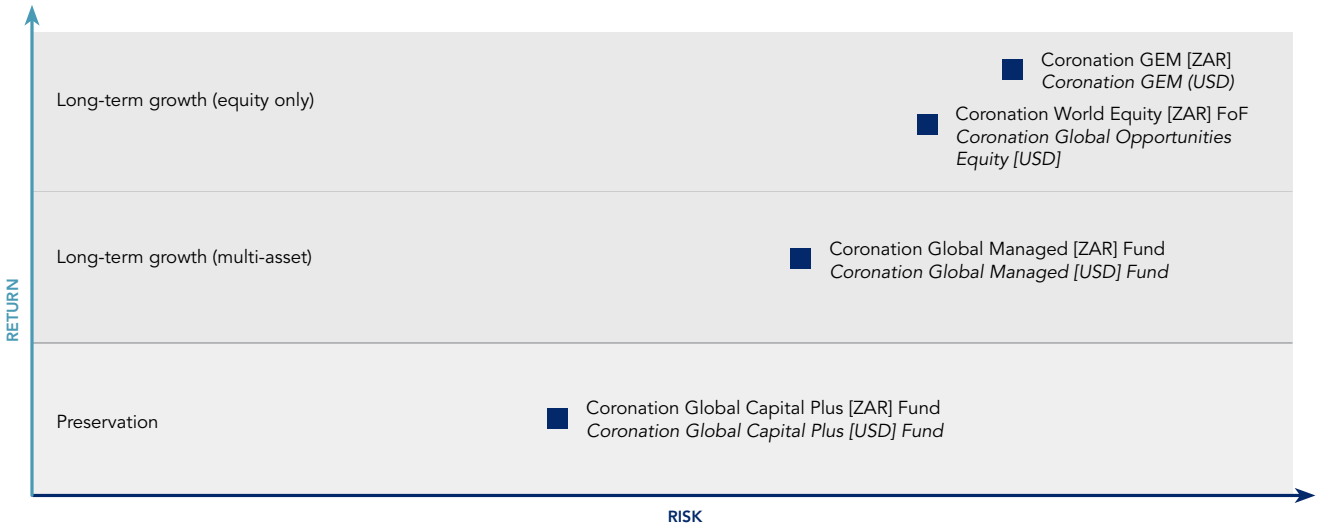 Coronation GEM [ZAR]
Coronation GEM (USD)
Long-term growth (equity only)
Coronation World Equity [ZAR] FoF
Coronation Global Opportunities
Equity [USD]
Long-term growth (multi-asset)
Coronation Global Managed [ZAR] Fund
Coronation Global Managed [USD] Fund
RETURN
Preservation
Coronation Global Capital Plus [ZAR] Fund
Coronation Global Capital Plus [USD] Fund
RISK